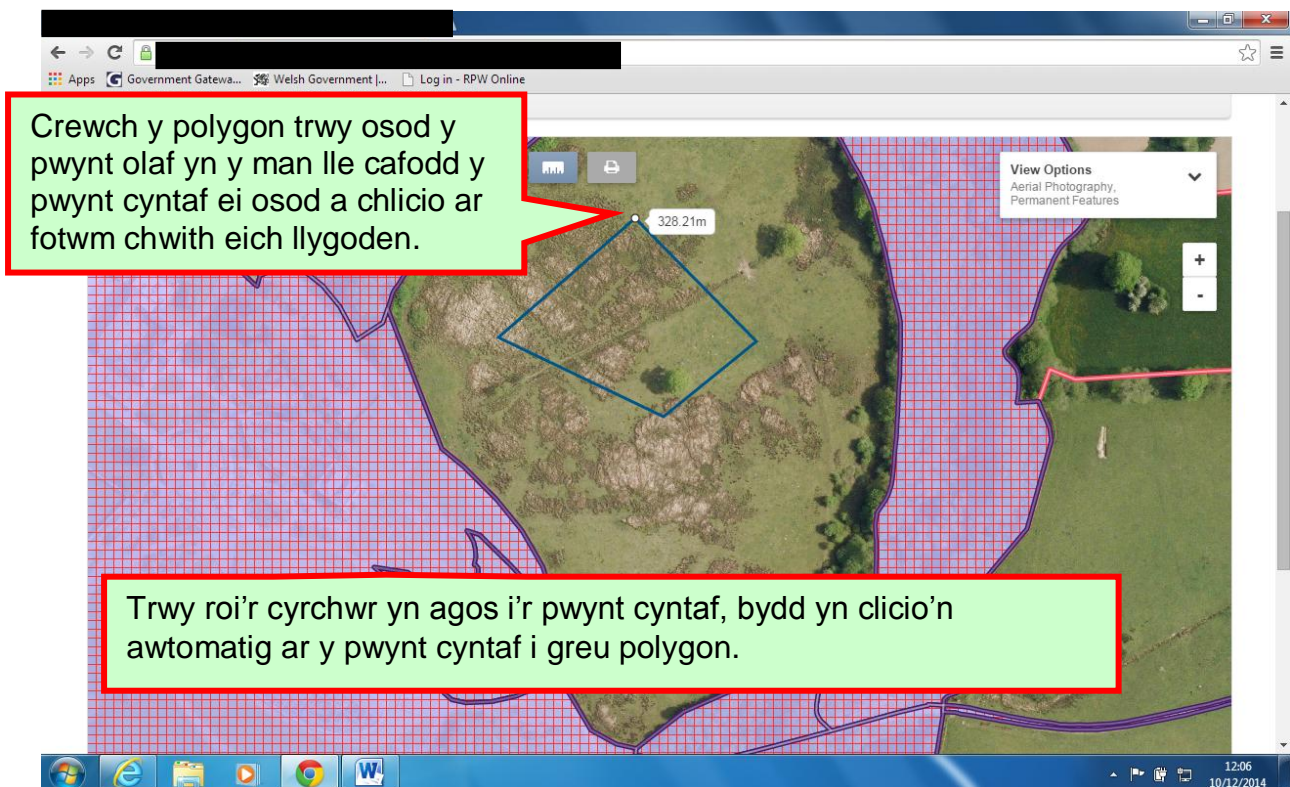 Apps Government Gatewa... Welsh Government |... Log in - RPW Online
Crewch y polygon trwy osod y
pwynt olaf yn y man lle cafodd y
pwynt cyntaf ei osod a chlicio ar
fotwm chwith eich llygoden.
View Options
Aerial Photography,
Permanent Features
328.21m
+
-
Trwy roi'r cyrchwr yn agos i'r pwynt cyntaf, bydd yn clicio'n
awtomatig ar y pwynt cyntaf i greu polygon.
12:06
10/12/2014